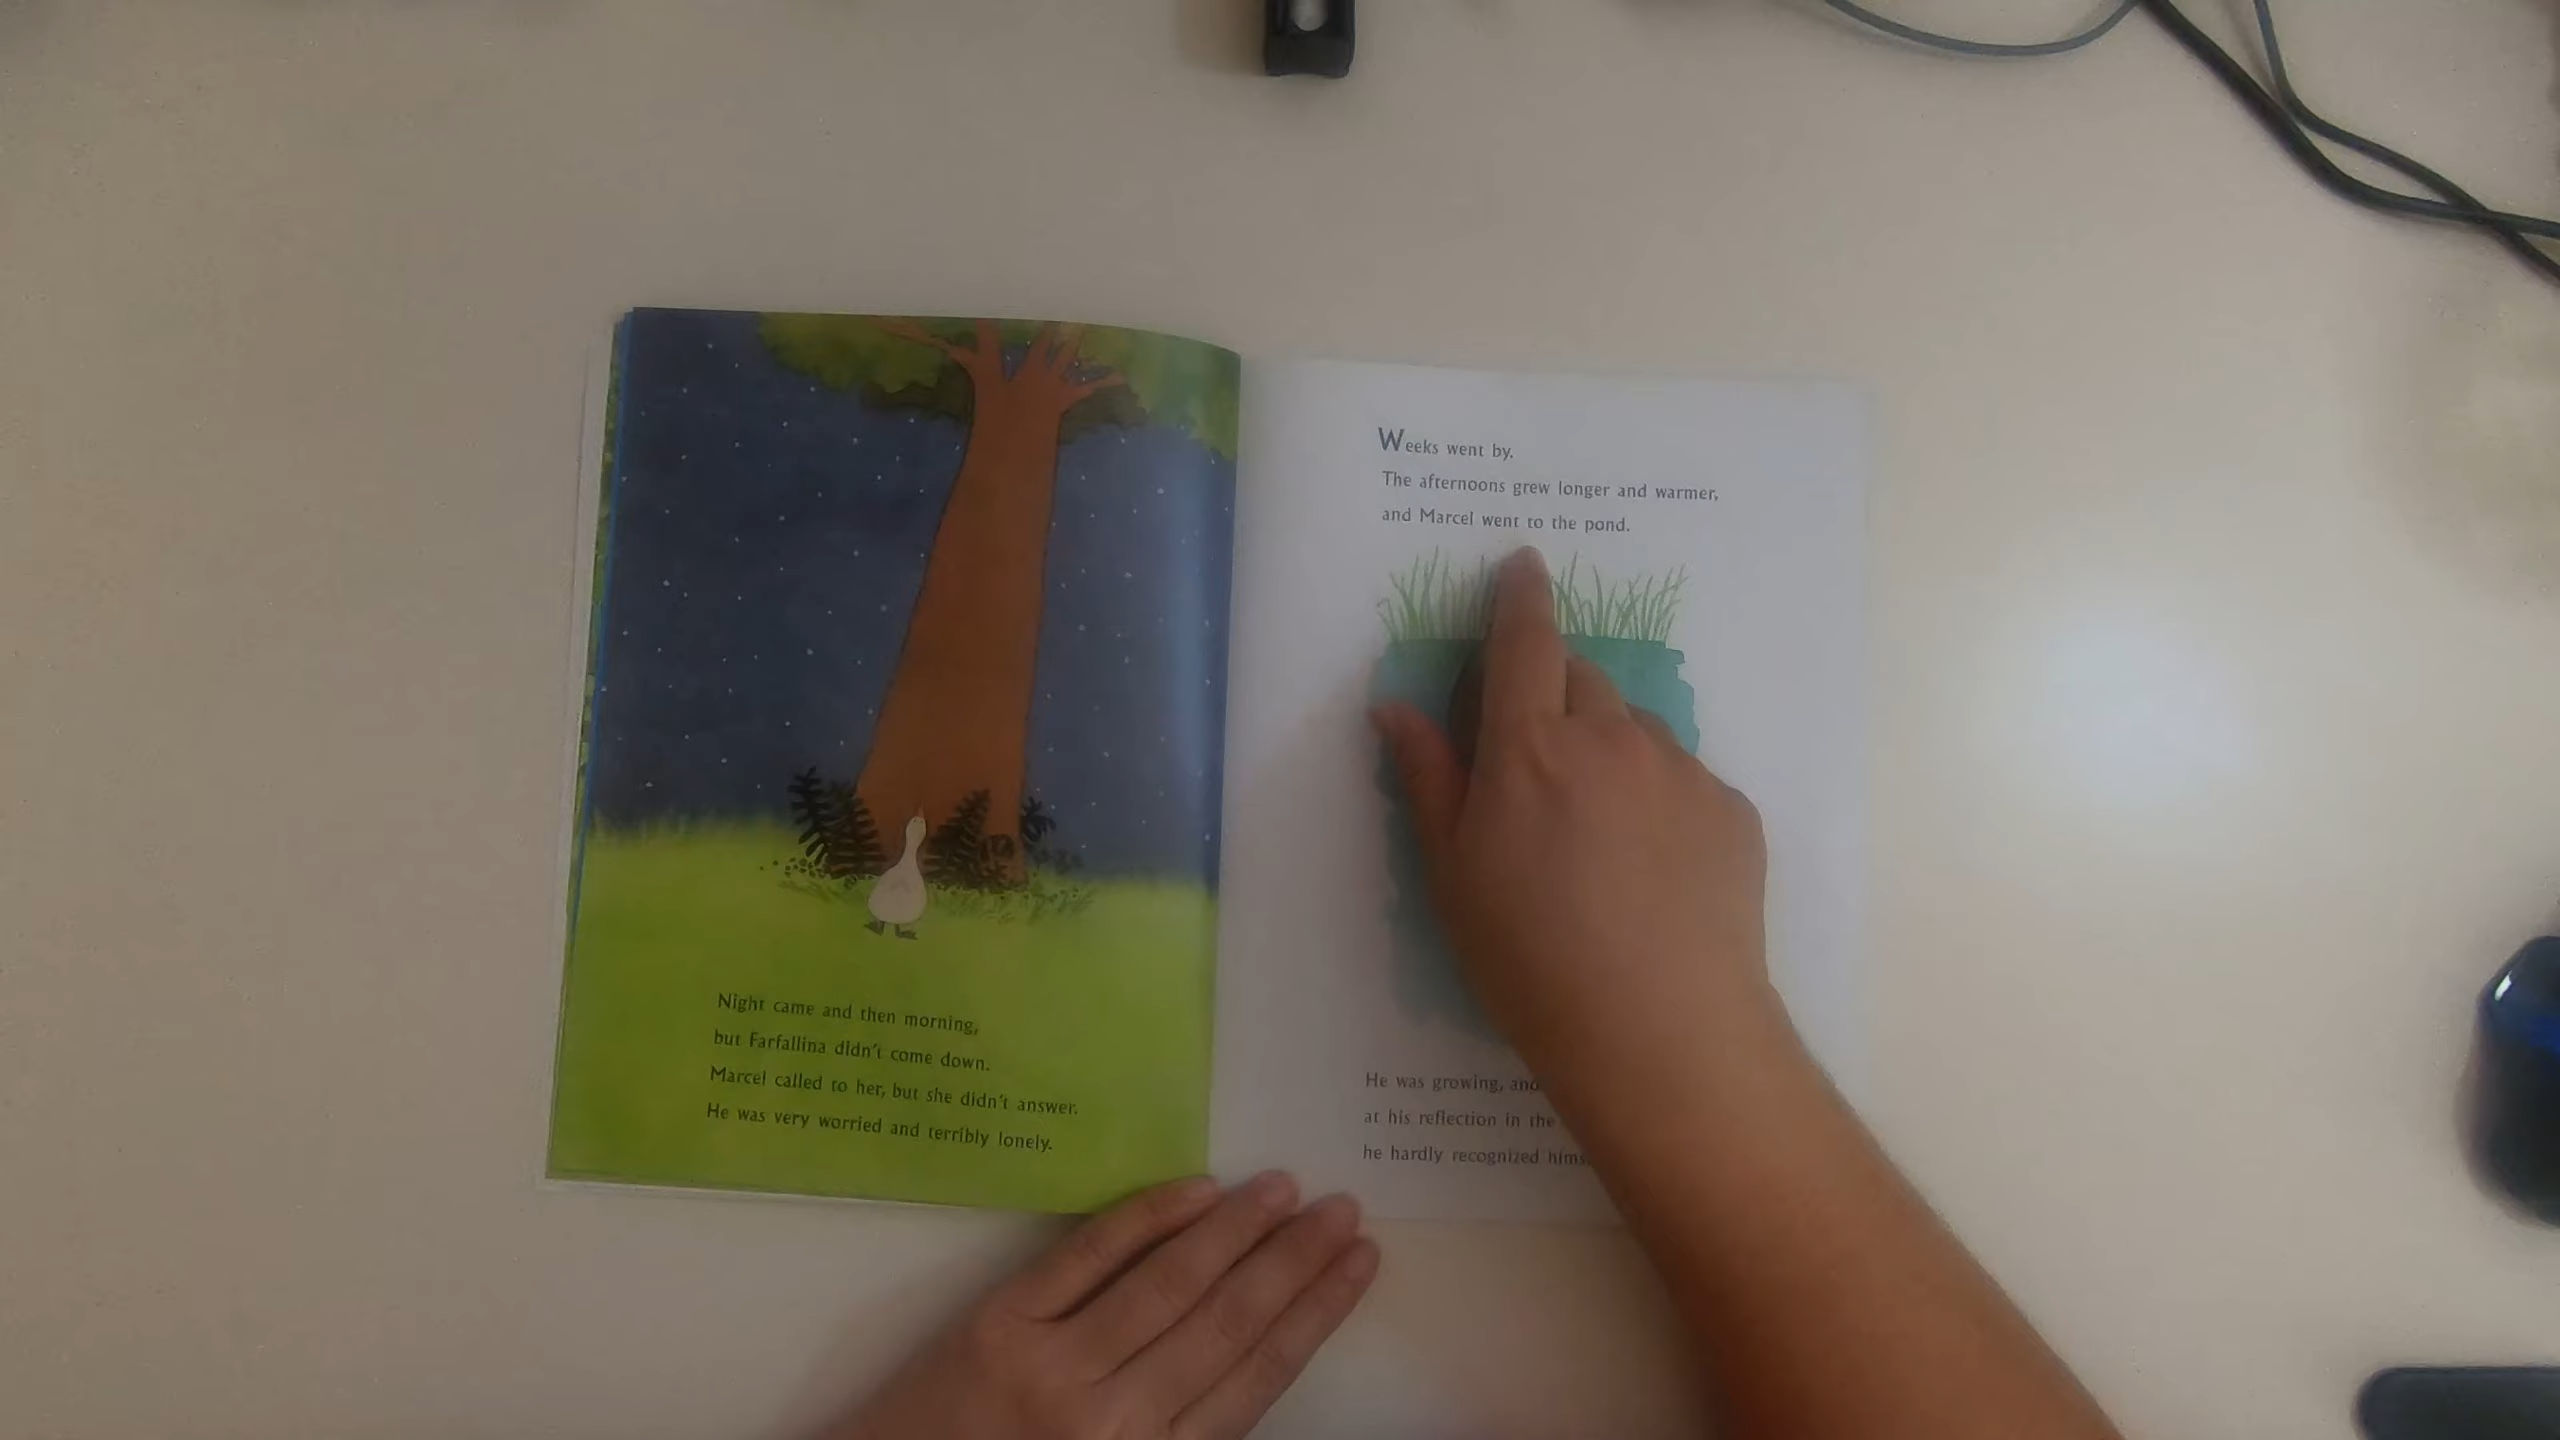 Night came and then morning,
but Farfallina didn't come down.
Marcel called to her, but she didn't answer.
He was very worried and terribly lonely.
Weeks went by.
The afternoons grew longer and warmer,
and Marcel went to the pond.
He was growing, and
at his reflection in the
he hardly recognized